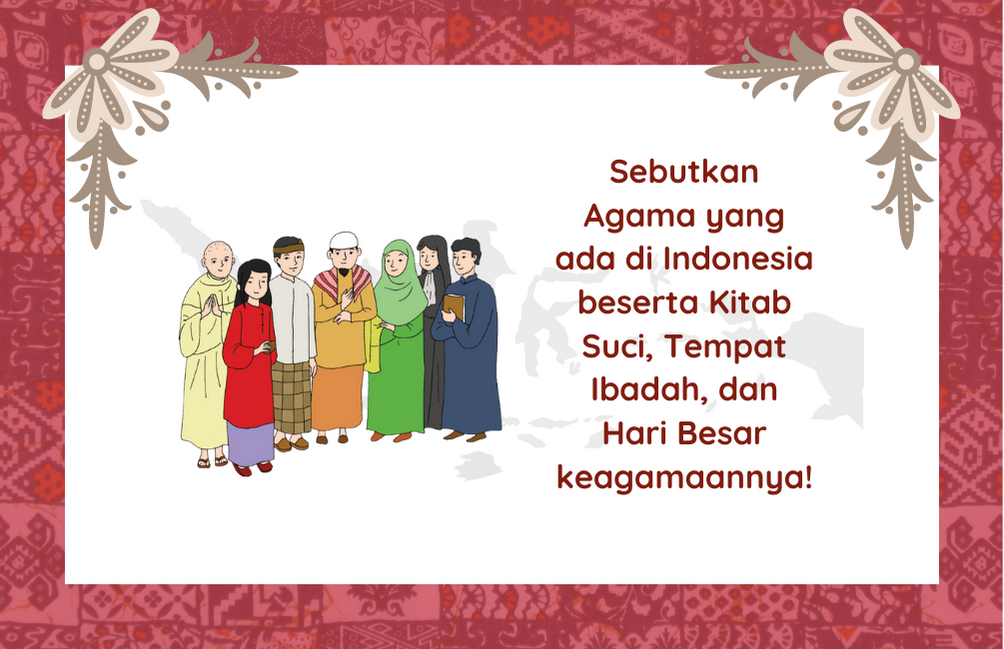 Sebutkan
Agama yang
ada di Indonesia
beserta Kitab
Suci, Tempat
Ibadah, dan
Hari Besar
keagamaannya!